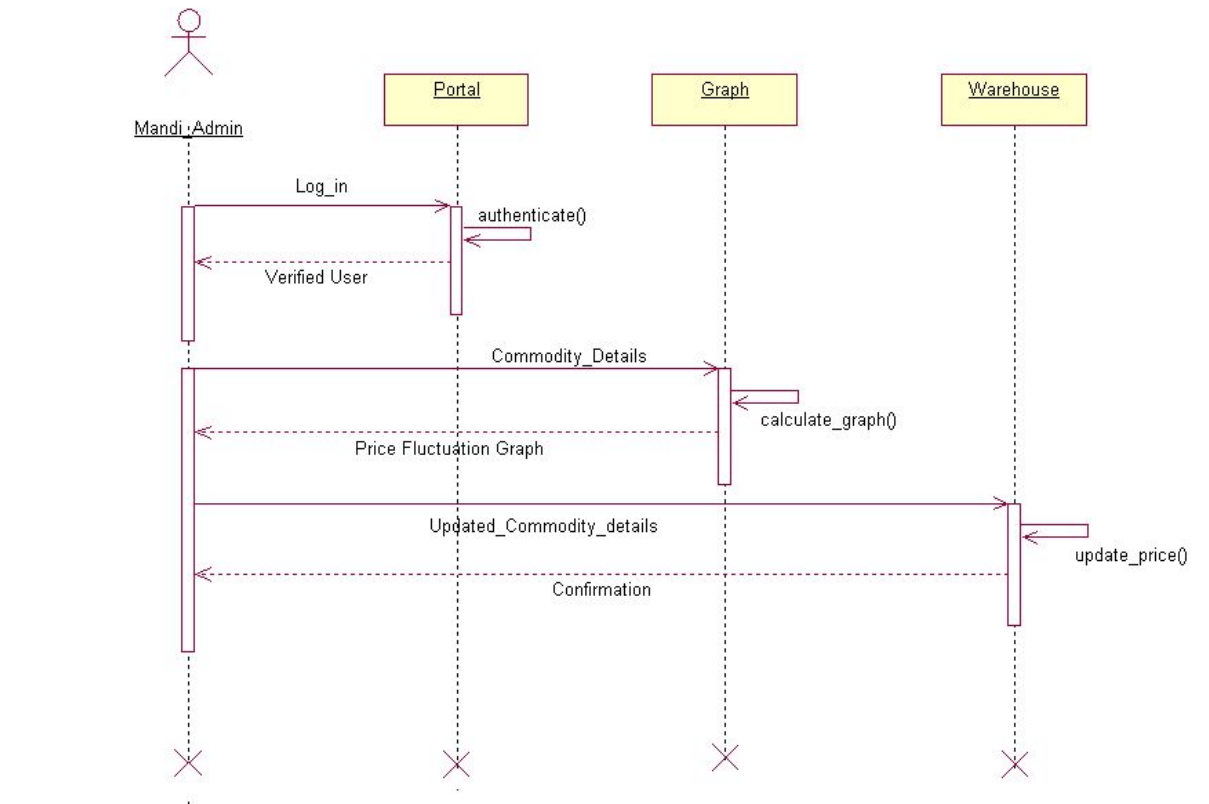 Portal
Graph
Warehouse
Mandi_Admin
Log_in
authenticate()
Verified User
Commodity_Details
calculate_graph()
Price Fluctuation Graph
Updated_Commodity_details
update_price()
Confirmation